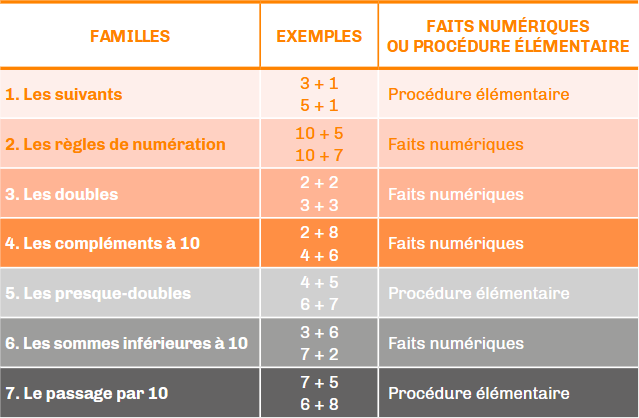 FAMILLES
EXEMPLES
FAITS NUMÉRIQUES
OU PROCÉDURE ÉLÉMENTAIRE
1. Les suivants
3 + 1
5 + 1
Procédure élémentaire
2. Les règles de numération
10 + 5
10 + 7
Faits numériques
3. Les doubles
2 + 2
3 + 3
Faits numériques
4. Les compléments à 10
2 + 8
4 + 6
Faits numériques
5. Les presque-doubles
4 + 5
6 + 7
Procédure élémentaire
6. Les sommes inférieures à 10
3 + 6
7 + 2
Faits numériques
7. Le passage par 10
7 + 5
6 + 8
Procédure élémentaire